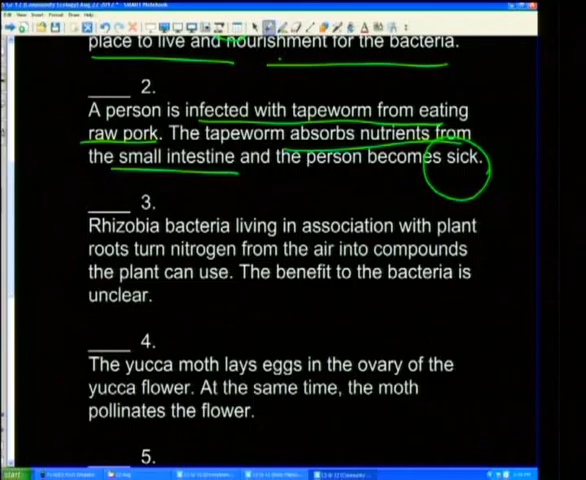 place to live and nourishment for the bacteria.
____ 2.
A person is infected with tapeworm from eating
raw pork. The tapeworm absorbs nutrients from
the small intestine and the person becomes sick.
____ 3.
Rhizobia bacteria living in association with plant
roots turn nitrogen from the air into compounds
the plant can use. The benefit to the bacteria is
unclear.
____ 4.
The yucca moth lays eggs in the ovary of the
yucca flower. At the same time, the moth
pollinates the flower.
____ 5.
start